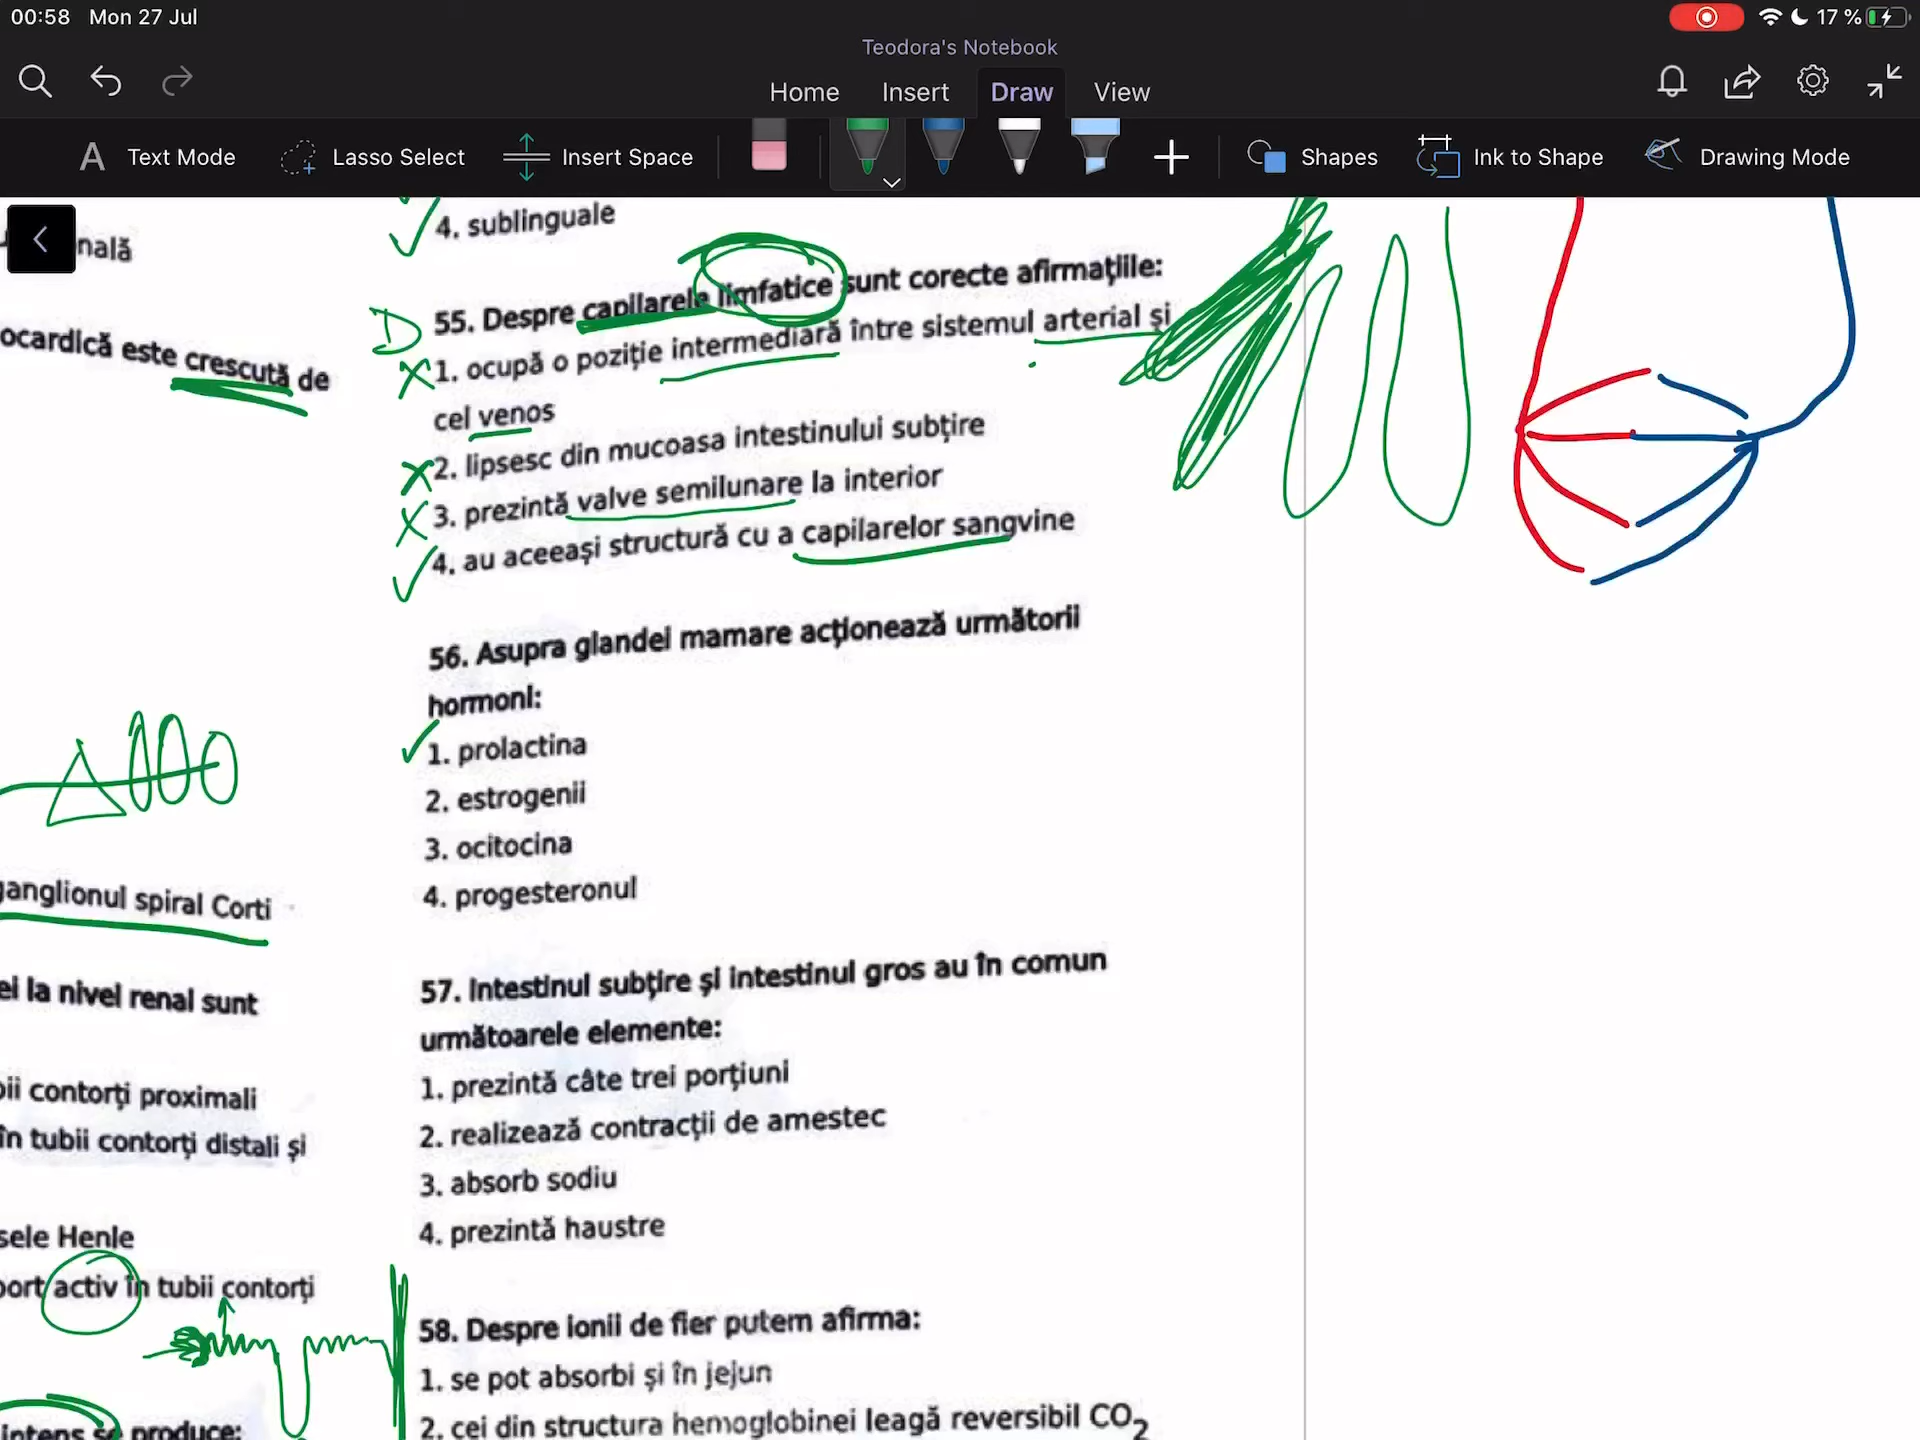 00:58 Mon 27 Jul
17 %
Teodora's Notebook
Home Insert Draw View
A Text Mode Lasso Select Insert Space Shapes Ink to Shape Drawing Mode
nală
ocardică este crescută de
ganglionul spiral Corti
ei la nivel renal sunt
ii contorți proximali
în tubii contorți distali și
sele Henle
port activ în tubii contorți
intens se produce:
4. sublinguale
D 55. Despre capilarele limfatice sunt corecte afirmațiile:
1. ocupă o poziție intermediară între sistemul arterial și
cel venos
2. lipsesc din mucoasa intestinului subțire
3. prezintă valve semilunare la interior
4. au aceeași structură cu a capilarelor sangvine
56. Asupra glandei mamare acționează următorii
hormoni:
1. prolactina
2. estrogenii
3. ocitocina
4. progesteronul
57. Intestinul subțire și intestinul gros au în comun
următoarele elemente:
1. prezintă câte trei porțiuni
2. realizează contracții de amestec
3. absorb sodiu
4. prezintă haustre
58. Despre ionii de fier putem afirma:
1. se pot absorbi și în jejun
2. cei din structura hemoglobinei leagă reversibil CO2